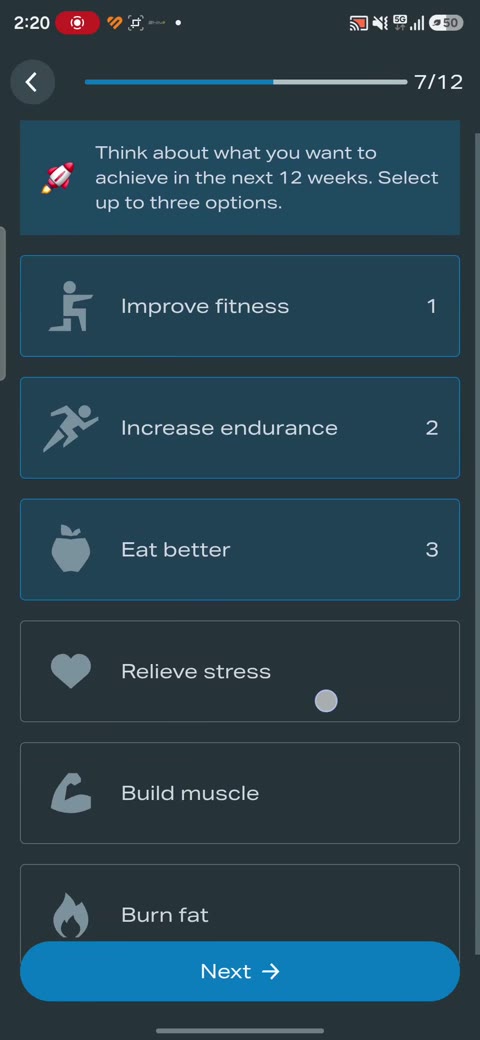 2:20
5G
50
7/12
Think about what you want to
achieve in the next 12 weeks. Select
up to three options.
Improve fitness 1
Increase endurance 2
Eat better 3
Relieve stress
Build muscle
Burn fat
Next →